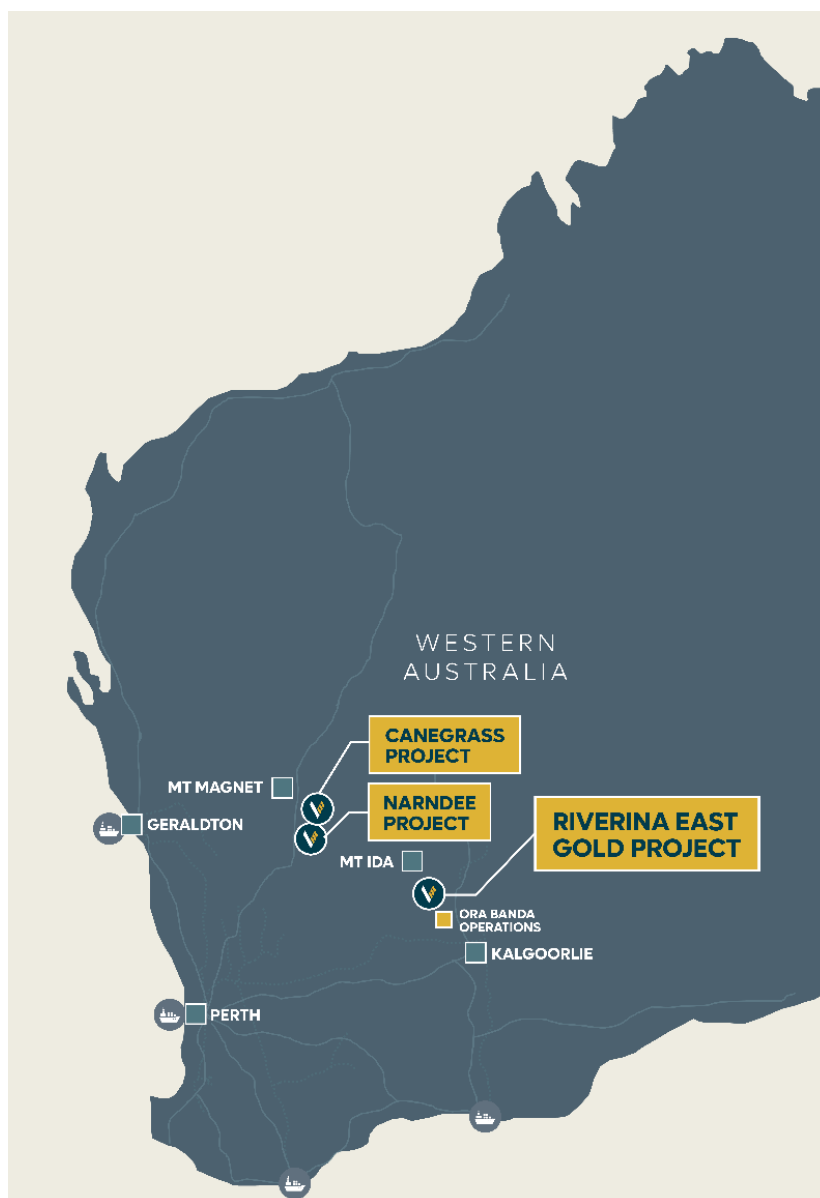 WESTERN
AUSTRALIA
CANEGRASS
PROJECT
MT MAGNET
NARNDEE
PROJECT
GERALDTON
RIVERINA EAST
GOLD PROJECT
MT IDA
ORA BANDA
OPERATIONS
KALGOORLIE
PERTH